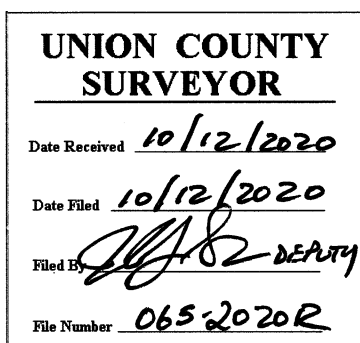 UNION COUNTY
SURVEYOR
Date Received 10/12/2020
Date Filed 10/12/2020
Filed By DEPUTY
File Number 065-2020R